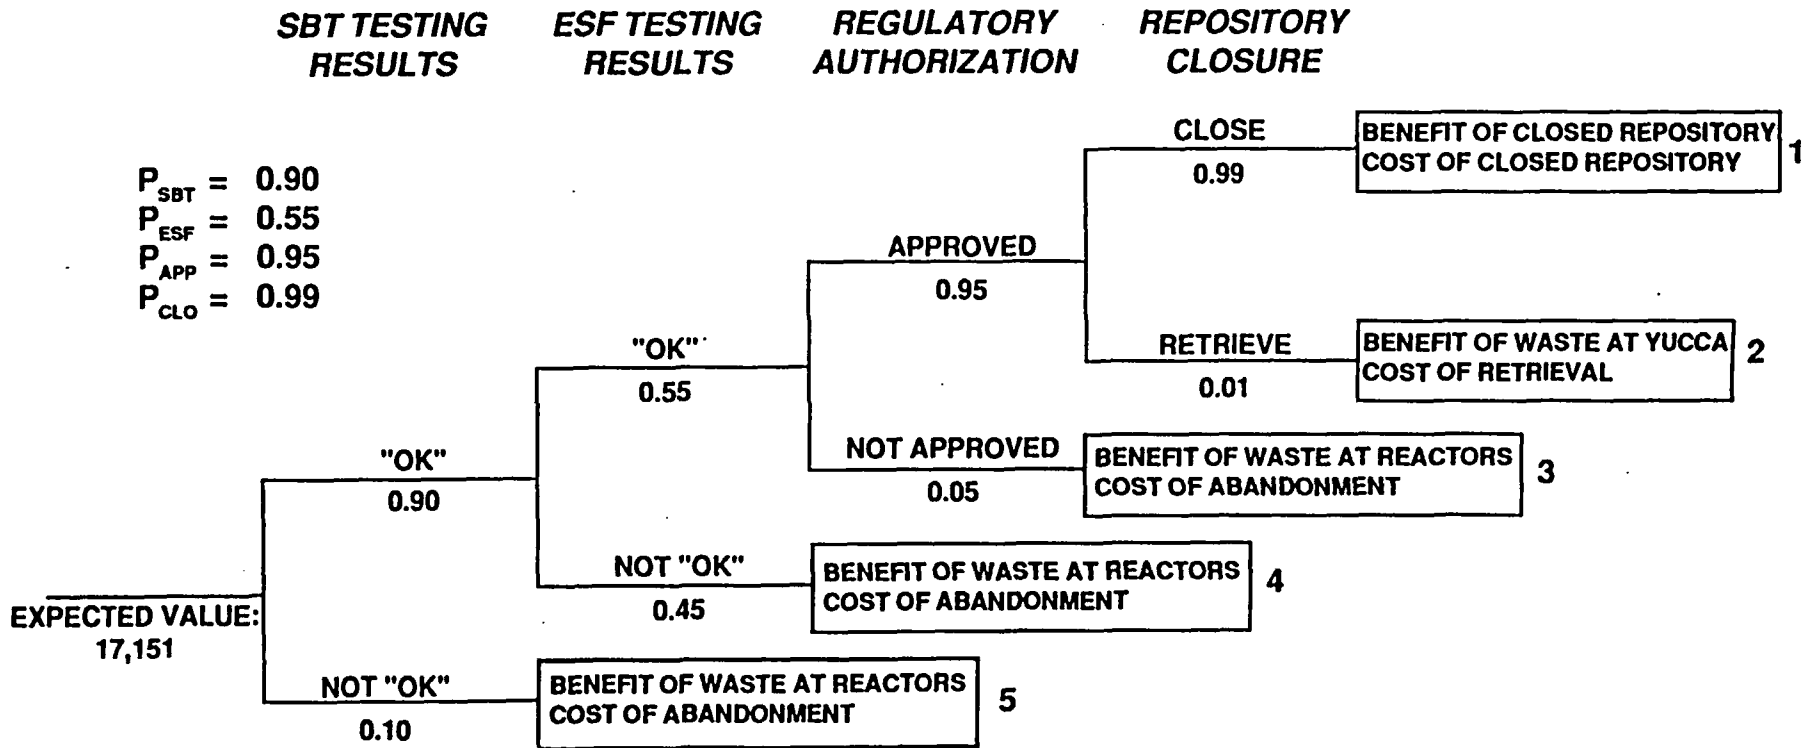 SBT TESTING RESULTS
ESF TESTING RESULTS
REGULATORY AUTHORIZATION
REPOSITORY CLOSURE
P_SBT = 0.90
P_ESF = 0.55
P_APP = 0.95
P_CLO = 0.99
CLOSE
0.99
BENEFIT OF CLOSED REPOSITORY
COST OF CLOSED REPOSITORY
1
APPROVED
0.95
RETRIEVE
0.01
BENEFIT OF WASTE AT YUCCA
COST OF RETRIEVAL
2
"OK"
0.55
NOT APPROVED
0.05
BENEFIT OF WASTE AT REACTORS
COST OF ABANDONMENT
3
"OK"
0.90
NOT "OK"
0.45
BENEFIT OF WASTE AT REACTORS
COST OF ABANDONMENT
4
EXPECTED VALUE:
17,151
NOT "OK"
0.10
BENEFIT OF WASTE AT REACTORS
COST OF ABANDONMENT
5